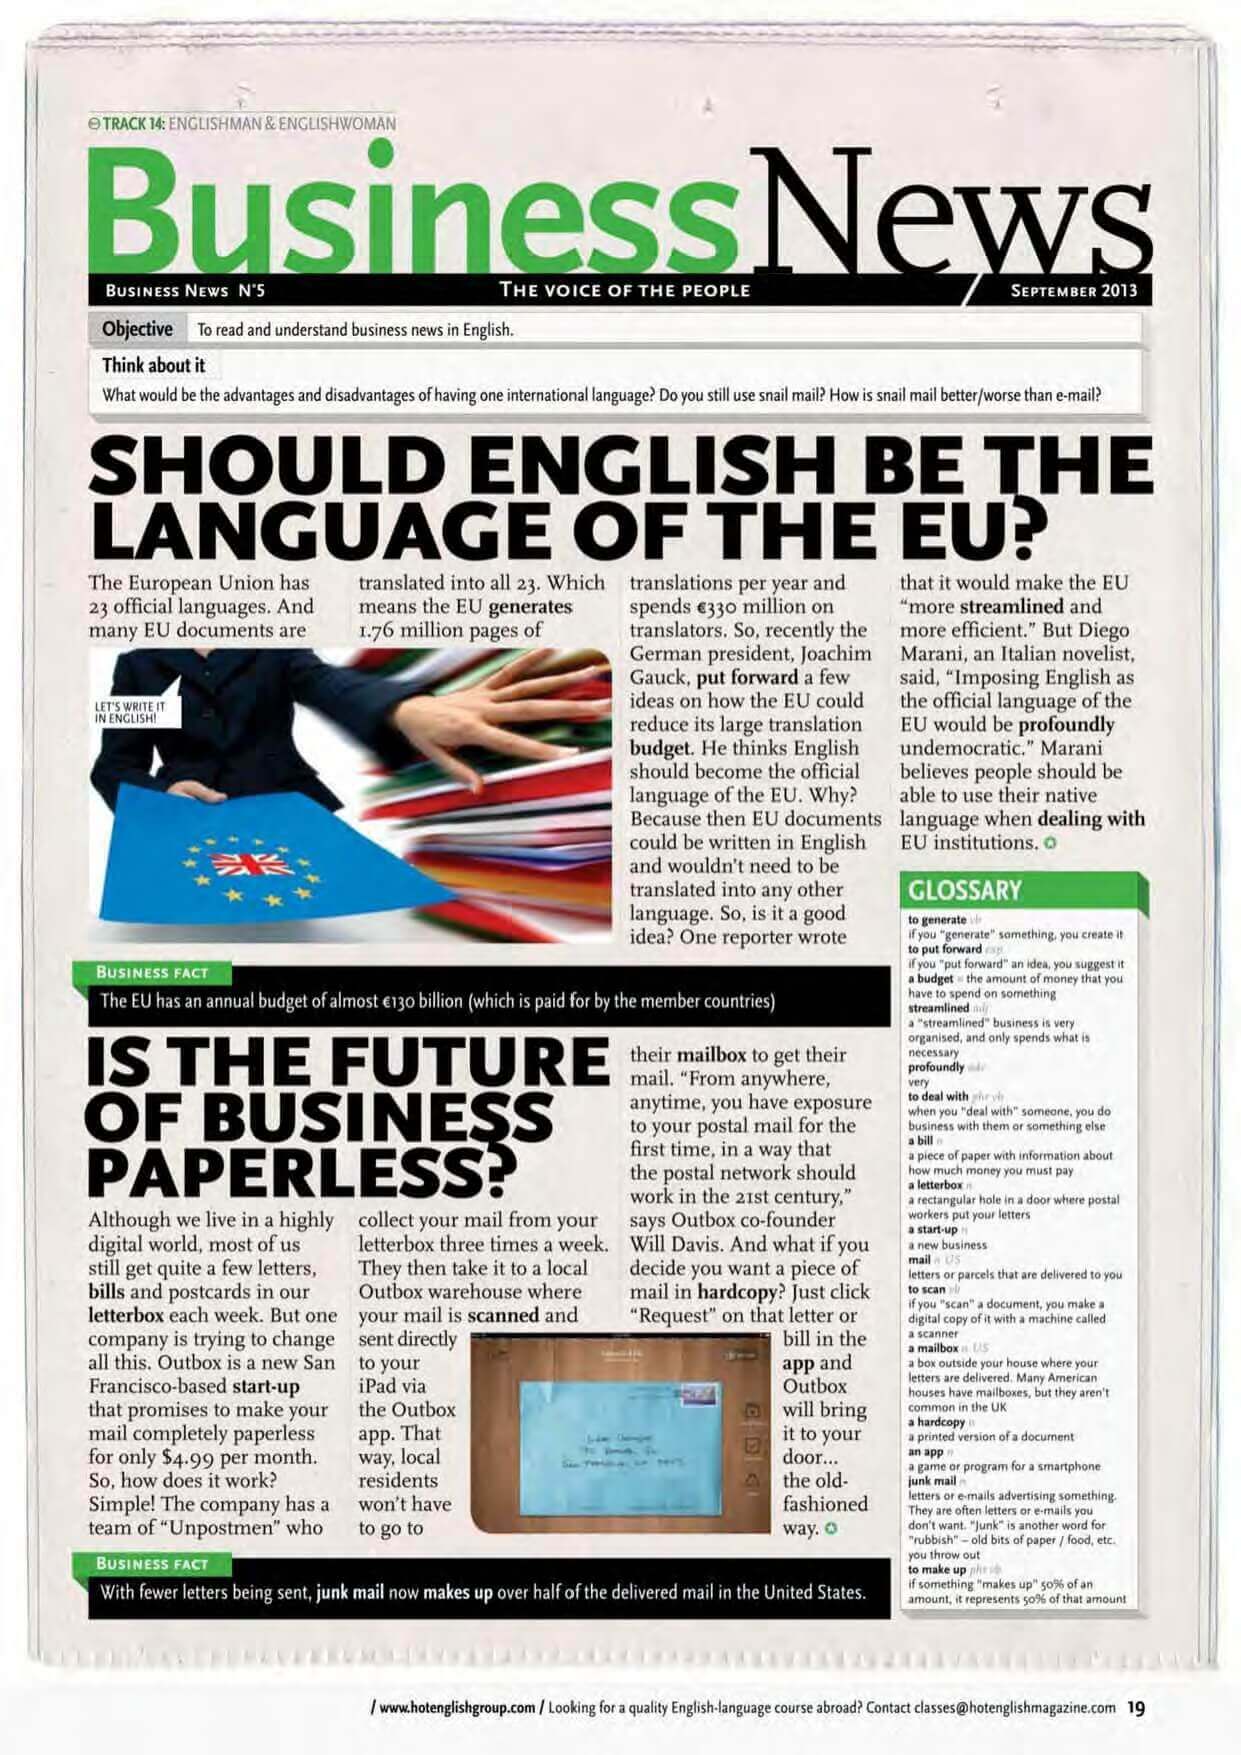 TRACK 14: ENGLISHMAN & ENGLISHWOMAN
Business News
BUSINESS NEWS N°5
THE VOICE OF THE PEOPLE
SEPTEMBER 2013
Objective To read and understand business news in English.
Think about it
What would be the advantages and disadvantages of having one international language? Do you still use snail mail? How is snail mail better/worse than e-mail?
SHOULD ENGLISH BE THE
LANGUAGE OF THE EU?
The European Union has
23 official languages. And
many EU documents are
translated into all 23. Which
means the EU generates
1.76 million pages of
LET'S WRITE IT
IN ENGLISH!
translations per year and
spends €330 million on
translators. So, recently the
German president, Joachim
Gauck, put forward a few
ideas on how the EU could
reduce its large translation
budget. He thinks English
should become the official
language of the EU. Why?
Because then EU documents
could be written in English
and wouldn't need to be
translated into any other
language. So, is it a good
idea? One reporter wrote
that it would make the EU
“more streamlined and
more efficient.” But Diego
Marani, an Italian novelist,
said, “Imposing English as
the official language of the
EU would be profoundly
undemocratic.” Marani
believes people should be
able to use their native
language when dealing with
EU institutions.
BUSINESS FACT
The EU has an annual budget of almost €130 billion (which is paid for by the member countries)
IS THE FUTURE
OF BUSINESS
PAPERLESS?
Although we live in a highly
digital world, most of us
still get quite a few letters,
bills and postcards in our
letterbox each week. But one
company is trying to change
all this. Outbox is a new San
Francisco-based start-up
that promises to make your
mail completely paperless
for only $4.99 per month.
So, how does it work?
Simple! The company has a
team of “Unpostmen” who
collect your mail from your
letterbox three times a week.
They then take it to a local
Outbox warehouse where
your mail is scanned and
sent directly
to your
iPad via
the Outbox
app. That
way, local
residents
won't have
to go to
their mailbox to get their
mail. “From anywhere,
anytime, you have exposure
to your postal mail for the
first time, in a way that
the postal network should
work in the 21st century,”
says Outbox co-founder
Will Davis. And what if you
decide you want a piece of
mail in hardcopy? Just click
“Request” on that letter or
bill in the
app and
Outbox
will bring
it to your
door...
the old-
fashioned
way.
BUSINESS FACT
With fewer letters being sent, junk mail now makes up over half of the delivered mail in the United States.
GLOSSARY
to generate vb
if you “generate” something, you create it
to put forward exp
if you “put forward” an idea, you suggest it
a budget n the amount of money that you
have to spend on something
streamlined adj
a “streamlined” business is very
organised, and only spends what is
necessary
profoundly adv
very
to deal with phr vb
when you “deal with” someone, you do
business with them or something else
a bill n
a piece of paper with information about
how much money you must pay
a letterbox n
a rectangular hole in a door where postal
workers put your letters
a start-up n
a new business
mail n US
letters or parcels that are delivered to you
to scan vb
if you “scan” a document, you make a
digital copy of it with a machine called
a scanner
a mailbox n US
a box outside your house where your
letters are delivered. Many American
houses have mailboxes, but they aren't
common in the UK
a hardcopy n
a printed version of a document
an app n
a game or program for a smartphone
junk mail n
letters or e-mails advertising something.
They are often letters or e-mails you
don't want. “Junk” is another word for
“rubbish” – old bits of paper / food, etc.
you throw out
to make up phr vb
if something “makes up” 50% of an
amount, it represents 50% of that amount
/ www.hotenglishgroup.com / Looking for a quality English-language course abroad? Contact classes@hotenglishmagazine.com 19